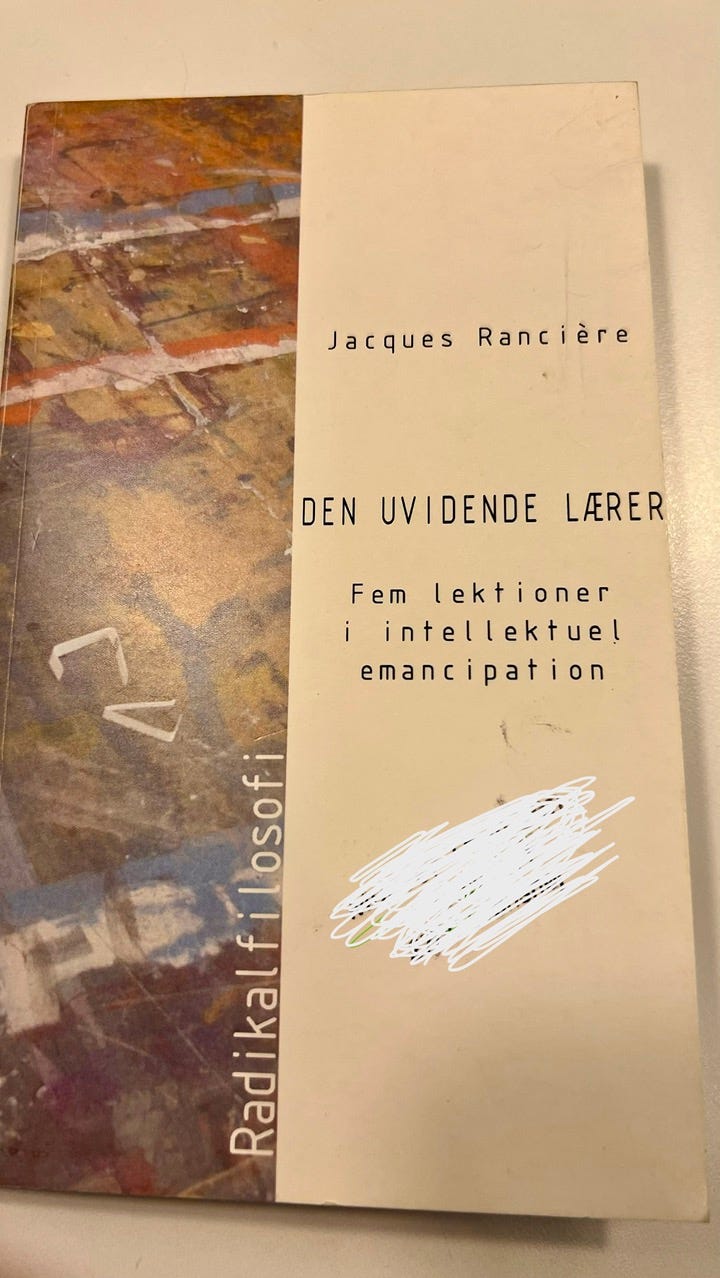 Jacques Rancière
DEN UVIDENDE LÆRER
Fem lektioner
i intellektuel
emancipation
Radikalfilosofi